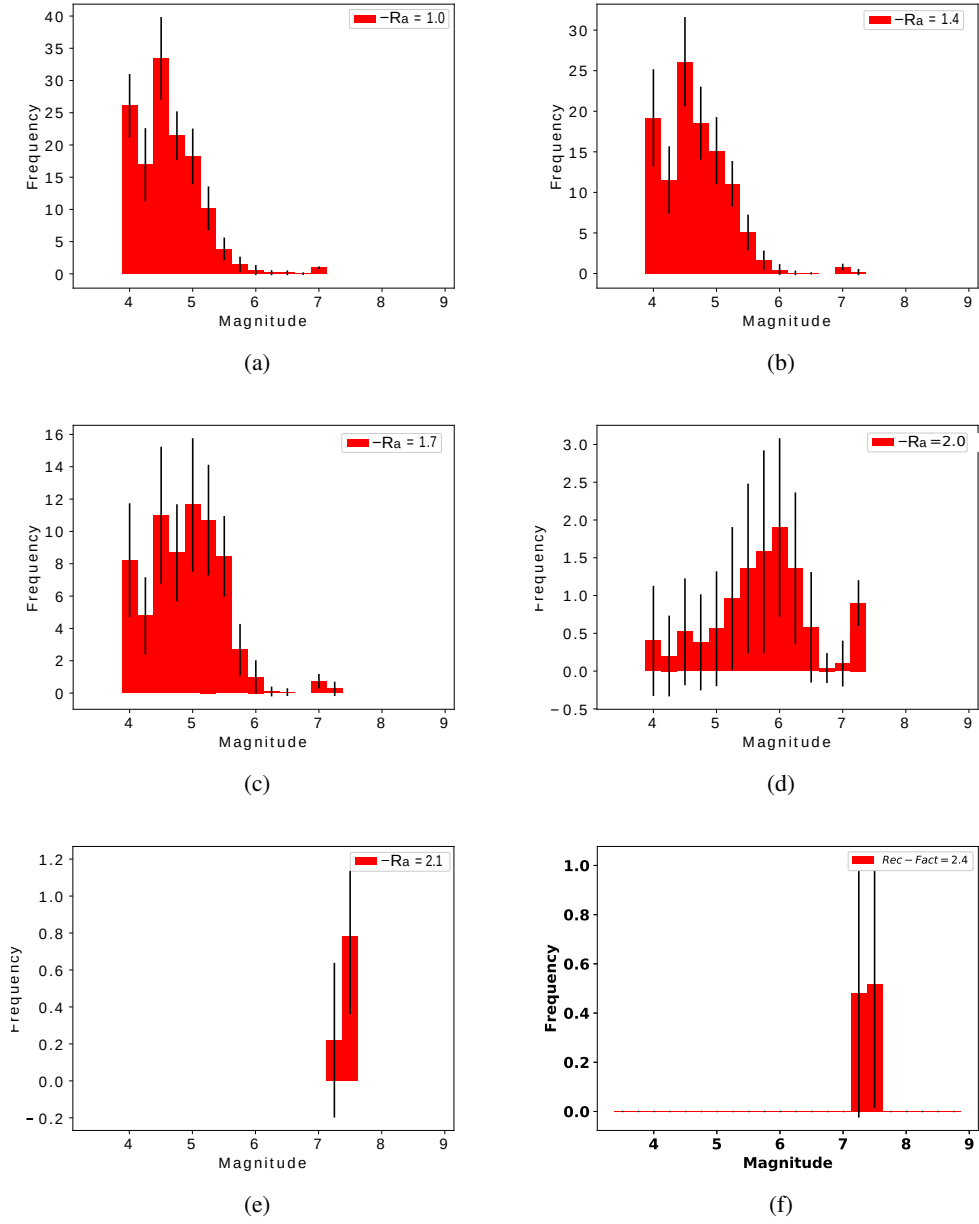 40
35
30
25
20
15
10
5
0
Frequency
−Ra = 1.0
4 5 6 7 8 9
Magnitude
(a)
30
25
20
15
10
5
0
Frequency
−Ra = 1.4
4 5 6 7 8 9
Magnitude
(b)
16
14
12
10
8
6
4
2
0
Frequency
−Ra = 1.7
4 5 6 7 8 9
Magnitude
(c)
3.0
2.5
2.0
1.5
1.0
0.5
0.0
−0.5
Frequency
−Ra =2.0
4 5 6 7 8 9
Magnitude
(d)
1.2
1.0
0.8
0.6
0.4
0.2
0.0
−0.2
Frequency
−Ra = 2.1
4 5 6 7 8 9
Magnitude
(e)
1.0
0.8
0.6
0.4
0.2
0.0
Frequency
Rec − Fact = 2.4
4 5 6 7 8 9
Magnitude
(f)